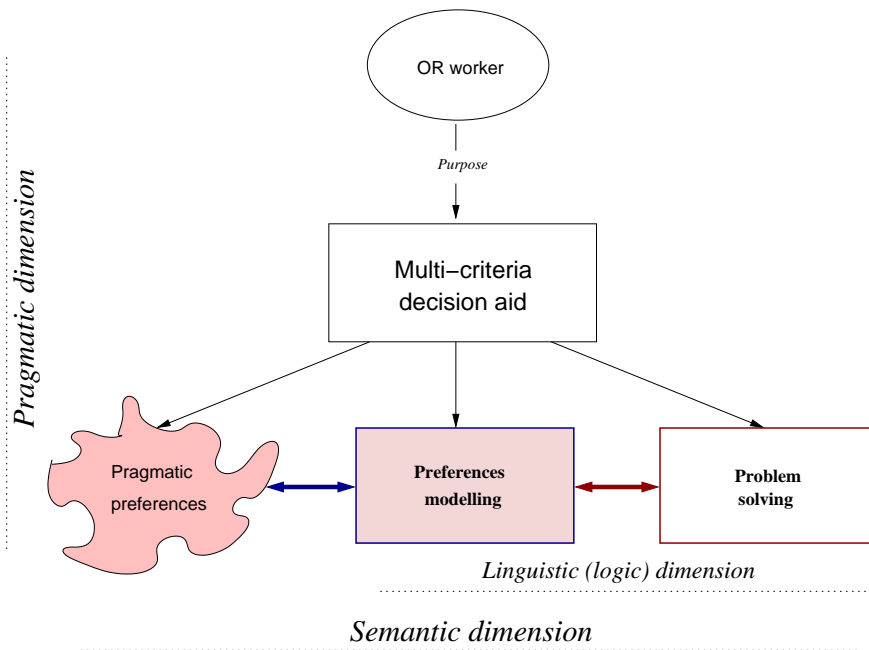 OR worker
Purpose
Pragmatic dimension
Multi−criteria
decision aid
Pragmatic
preferences
Preferences
modelling
Problem
solving
Linguistic (logic) dimension
Semantic dimension